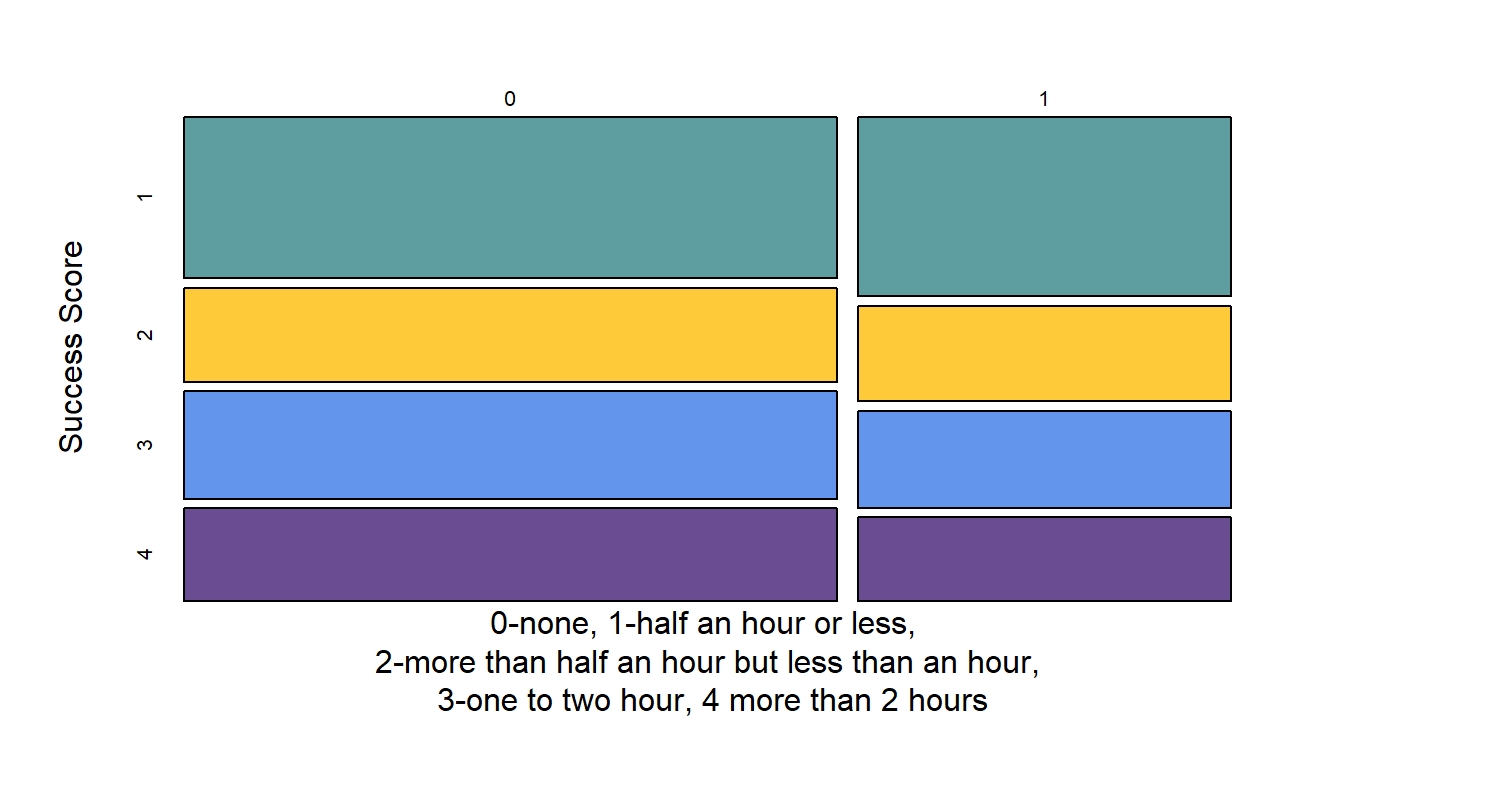 0
1
Success Score
1
2
3
4
0-none, 1-half an hour or less,
2-more than half an hour but less than an hour,
3-one to two hour, 4 more than 2 hours